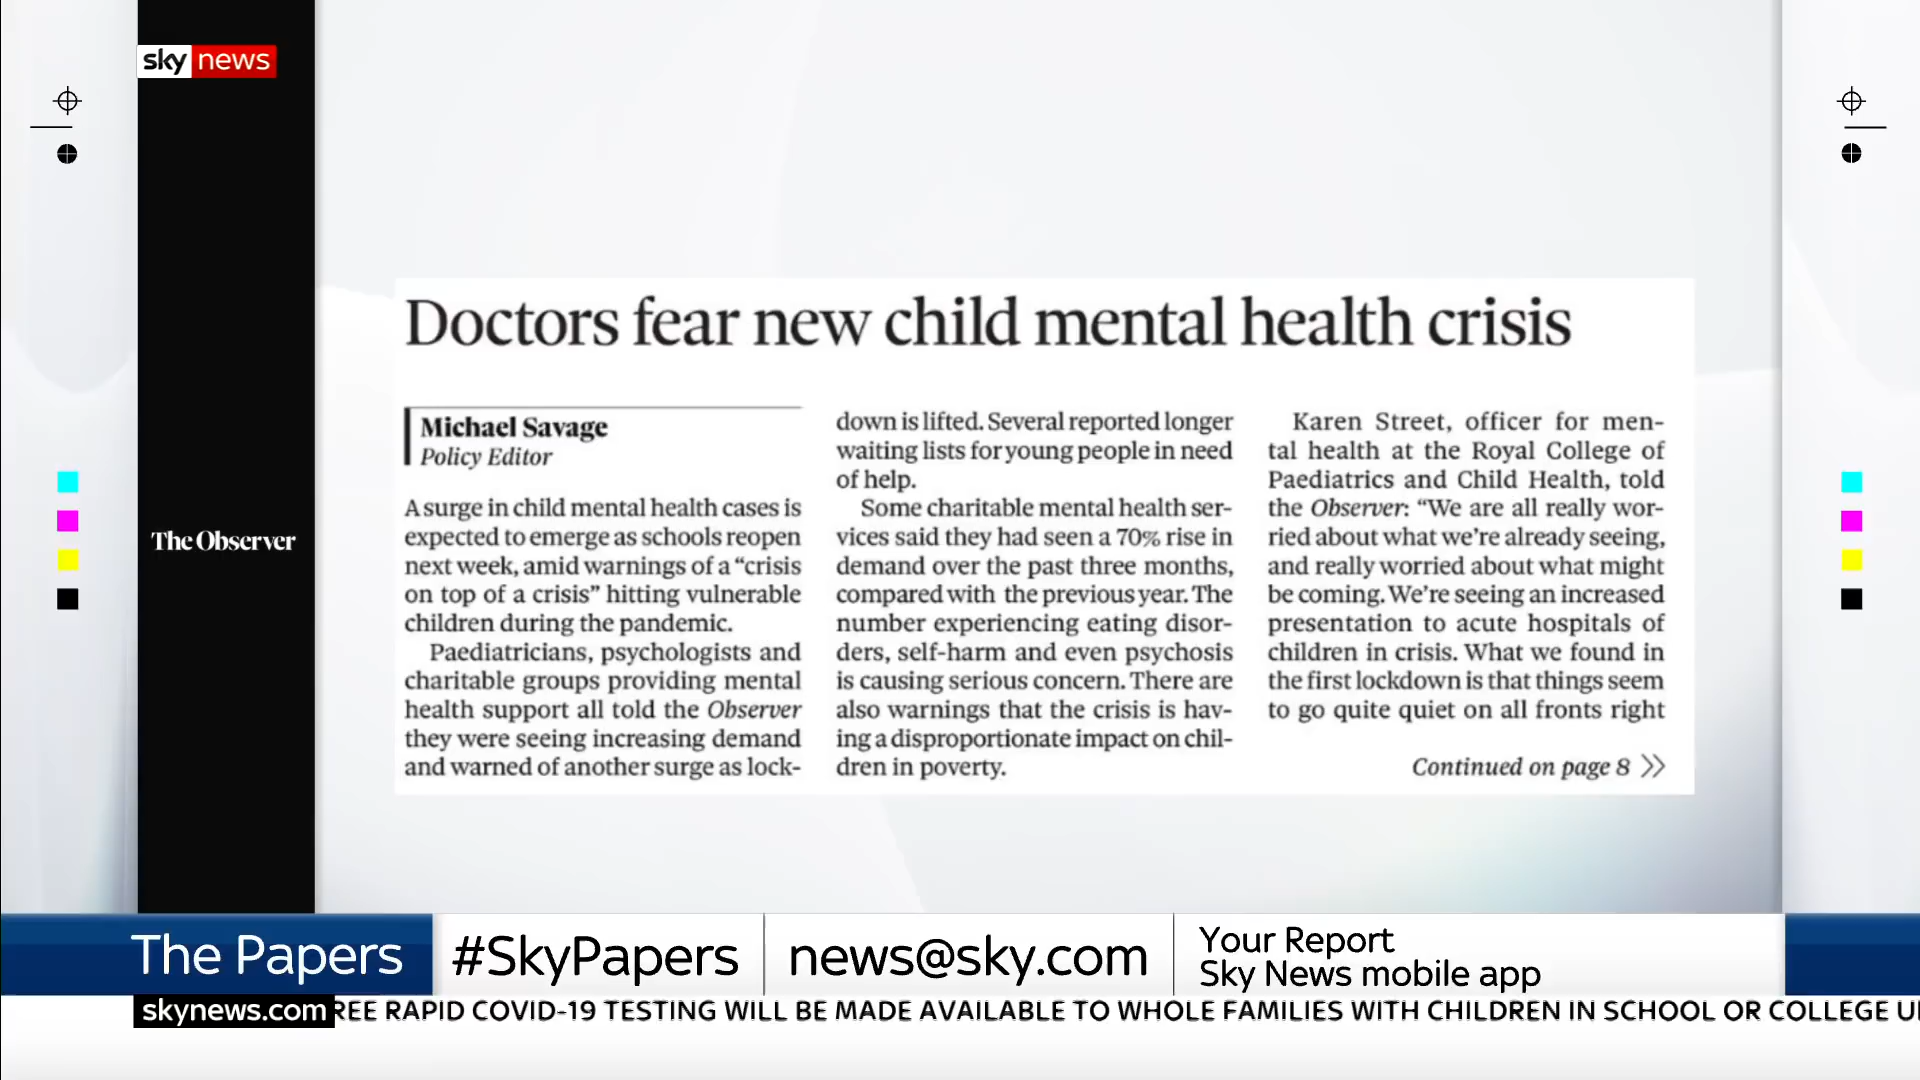 sky news
The Observer
Doctors fear new child mental health crisis
Michael Savage
Policy Editor
A surge in child mental health cases is
expected to emerge as schools reopen
next week, amid warnings of a “crisis
on top of a crisis” hitting vulnerable
children during the pandemic.
Paediatricians, psychologists and
charitable groups providing mental
health support all told the Observer
they were seeing increasing demand
and warned of another surge as lock-
down is lifted. Several reported longer
waiting lists for young people in need
of help.
Some charitable mental health ser-
vices said they had seen a 70% rise in
demand over the past three months,
compared with the previous year. The
number experiencing eating disor-
ders, self-harm and even psychosis
is causing serious concern. There are
also warnings that the crisis is hav-
ing a disproportionate impact on chil-
dren in poverty.
Karen Street, officer for men-
tal health at the Royal College of
Paediatrics and Child Health, told
the Observer: “We are all really wor-
ried about what we’re already seeing,
and really worried about what might
be coming. We’re seeing an increased
presentation to acute hospitals of
children in crisis. What we found in
the first lockdown is that things seem
to go quite quiet on all fronts right
Continued on page 8 >>
The Papers
#SkyPapers
news@sky.com
Your Report
Sky News mobile app
skynews.com
REE RAPID COVID-19 TESTING WILL BE MADE AVAILABLE TO WHOLE FAMILIES WITH CHILDREN IN SCHOOL OR COLLEGE U